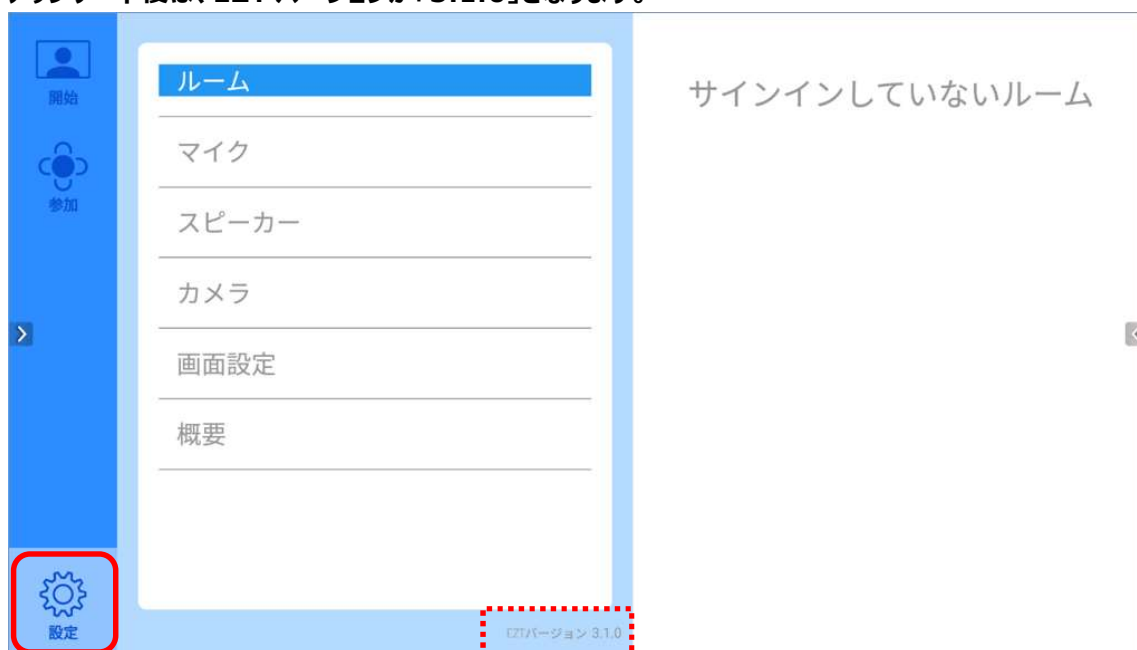 開始
参加
ルーム
マイク
スピーカー
カメラ
画面設定
概要
サインインしていないルーム
設定
EZTバージョン 3.1.0